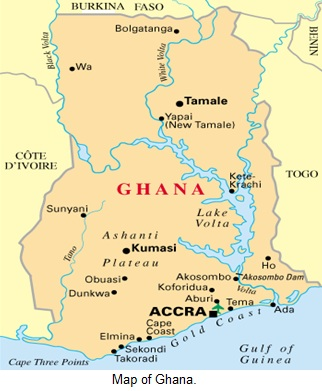 BURKINA FASO
Bolgatanga
Black Volta
White Volta
Wa
BENIN
Tamale
Yapai
(New Tamale)
CÔTE
D'IVOIRE
TOGO
Kete-
Krachi
GHANA
Sunyani
Lake
Volta
Ashanti
Plateau
Tano
Kumasi
Ho
Obuasi
Akosombo
Akosombo Dam
Koforidua
Volta
Dunkwa
Aburi
Tema
Ada
ACCRA
Gold Coast
Cape
Coast
Elmina
Sekondi
Takoradi
Cape Three Points
Gulf of
Guinea
Map of Ghana.